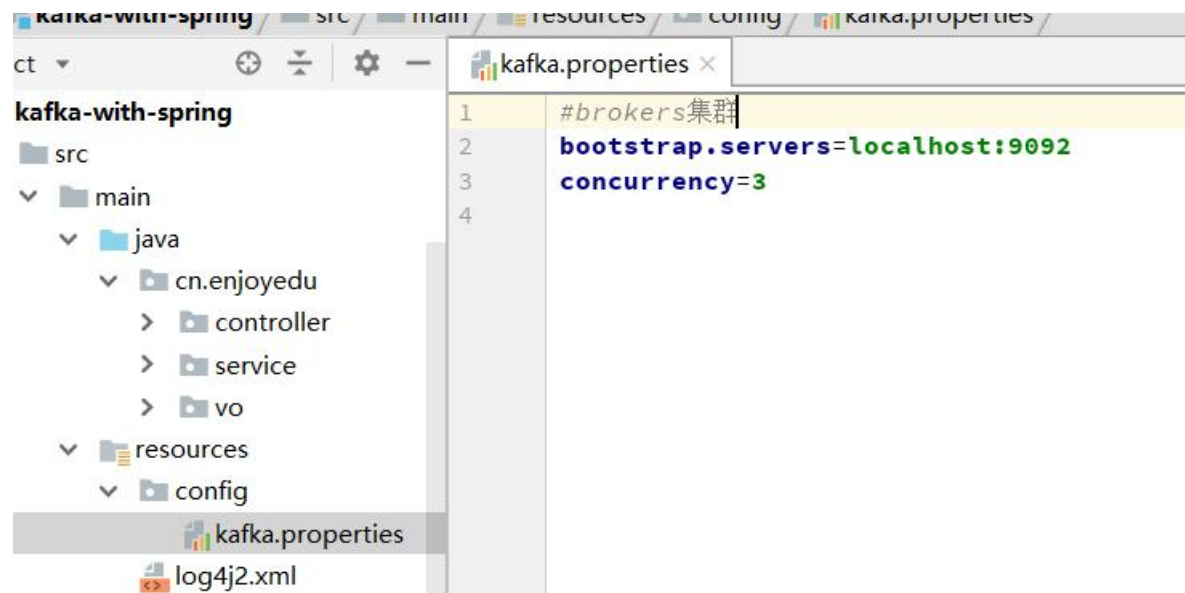 kafka-with-spring src main resources config kafka.properties
ct
kafka.properties
kafka-with-spring
src
main
java
cn.enjoyedu
controller
service
vo
resources
config
kafka.properties
log4j2.xml
1 #brokers集群
2 bootstrap.servers=localhost:9092
3 concurrency=3
4